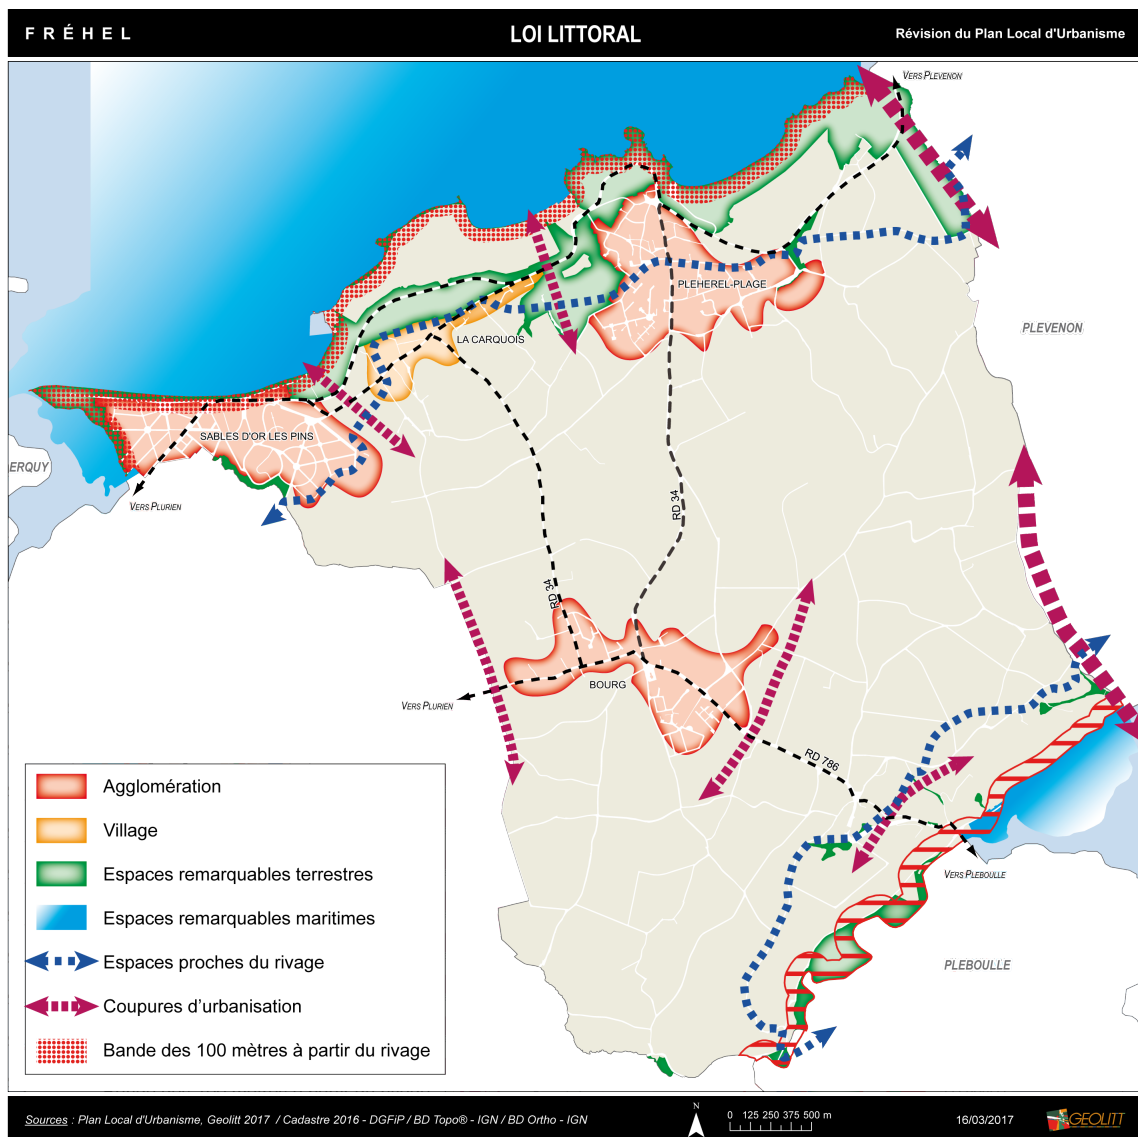 FRÉHEL
LOI LITTORAL
Révision du Plan Local d'Urbanisme
VERS PLEVENON
PLEHEREL-PLAGE
PLEVENON
LA CARQUOIS
SABLES D'OR LES PINS
ERQUY
VERS PLURIEN
RD 34
RD 34
BOURG
VERS PLURIEN
RD 786
VERS PLEBOULLE
PLEBOULLE
Agglomération
Village
Espaces remarquables terrestres
Espaces remarquables maritimes
Espaces proches du rivage
Coupures d'urbanisation
Bande des 100 mètres à partir du rivage
Sources : Plan Local d'Urbanisme, Geolitt 2017 / Cadastre 2016 - DGFiP / BD Topo® - IGN / BD Ortho - IGN
N
0 125 250 375 500 m
16/03/2017
GEOLITT